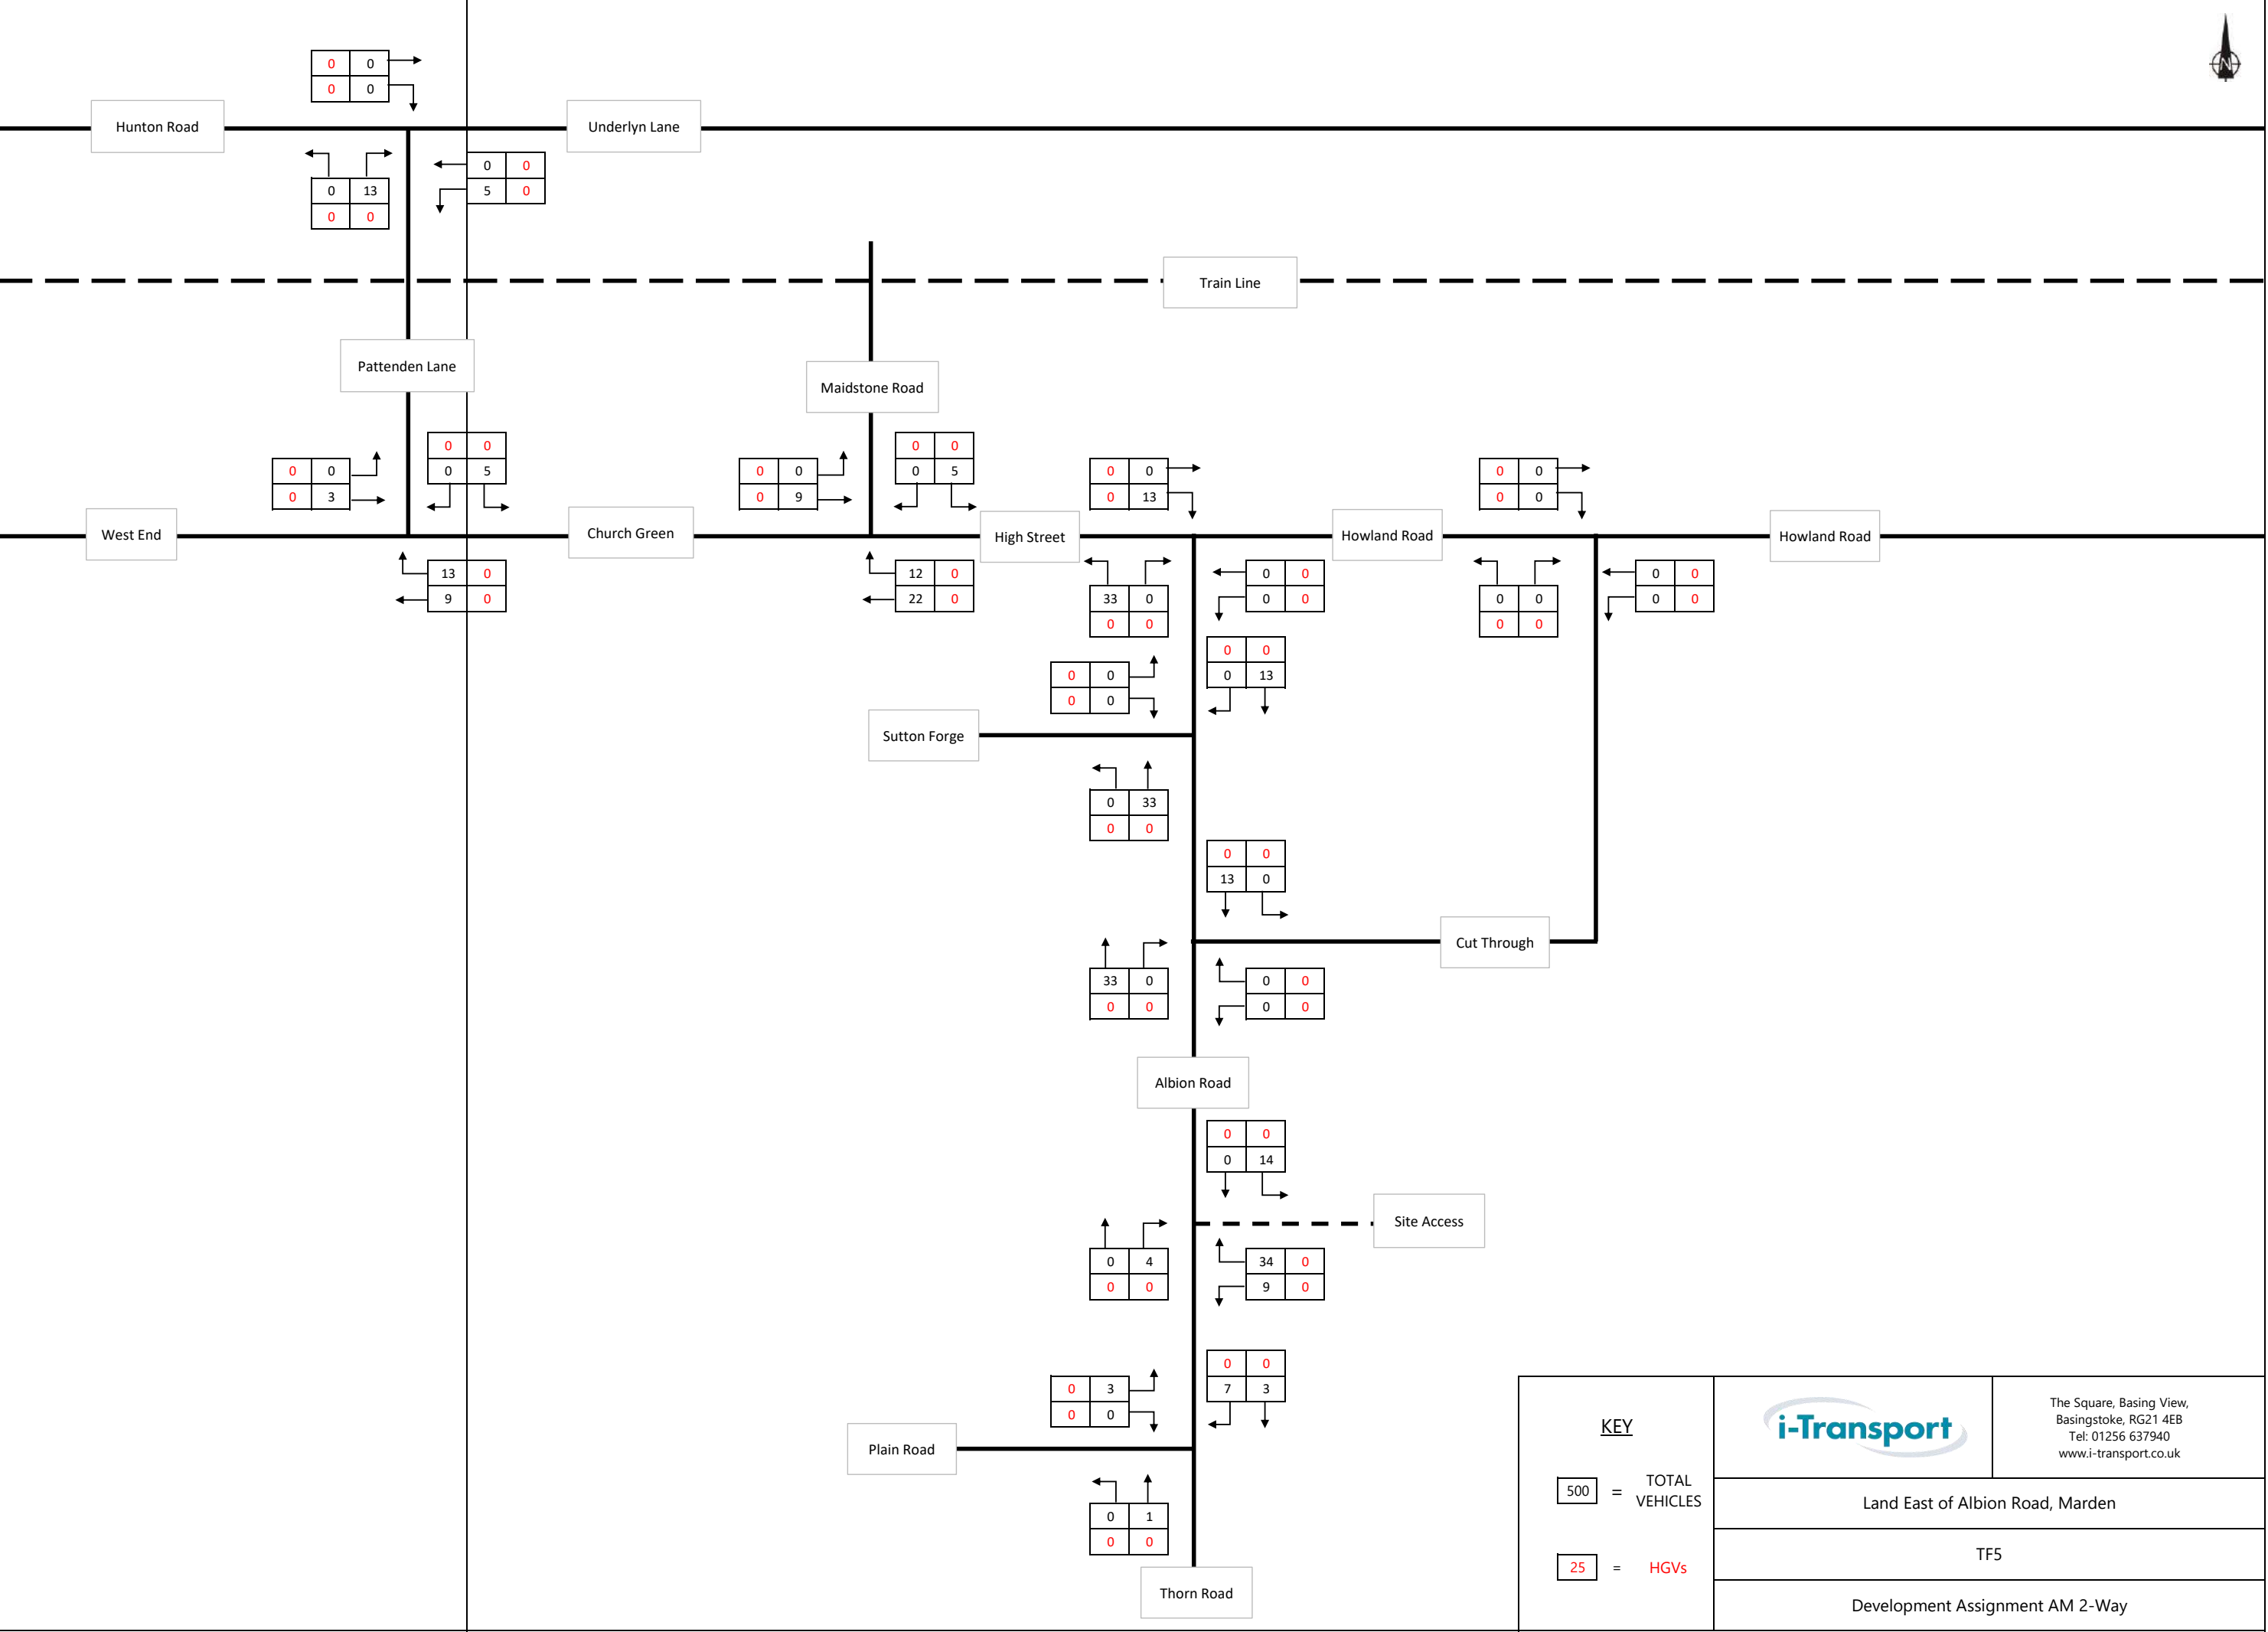 N
0 0
0 0
Hunton Road
Underlyn Lane
0 0
0 13
5 0
0 0
Train Line
Pattenden Lane
Maidstone Road
0 0
0 0
0 0
0 5
0 0
0 5
0 0
0 0
0 3
0 9
0 13
0 0
West End
Church Green
High Street
Howland Road
Howland Road
13 0
12 0
0 0
0 0
9 0
22 0
33 0
0 0
0 0
0 0
0 0
0 0
0 0
0 0
0 13
0 0
Sutton Forge
0 33
0 0
0 0
13 0
Cut Through
33 0
0 0
0 0
0 0
Albion Road
0 0
0 14
Site Access
0 4
34 0
0 0
9 0
0 0
0 3
7 3
0 0
Plain Road
0 1
0 0
Thorn Road
KEY
500 = TOTAL
VEHICLES
25 = HGVs
i-Transport
The Square, Basing View,
Basingstoke, RG21 4EB
Tel: 01256 637940
www.i-transport.co.uk
Land East of Albion Road, Marden
TF5
Development Assignment AM 2-Way